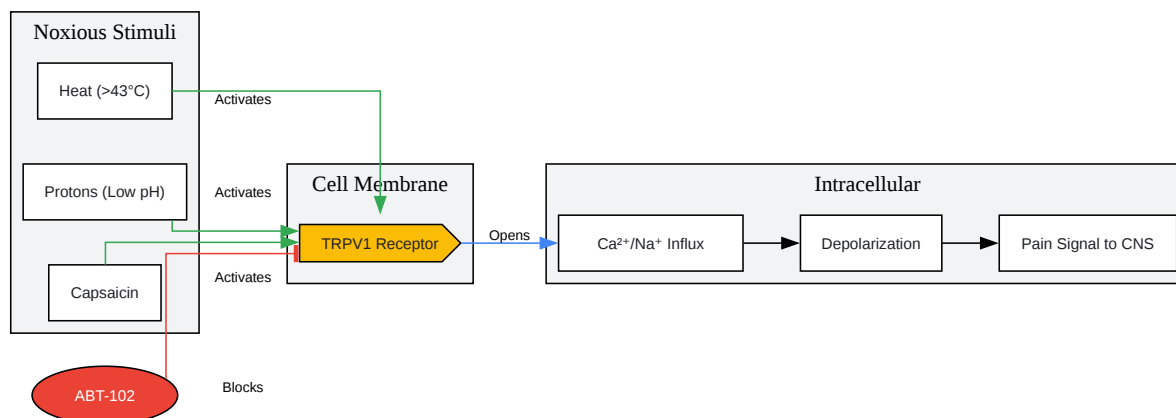 Noxious Stimuli
Heat (>43°C)
Activates
Protons (Low pH)
Activates
Capsaicin
Activates
ABT-102
Blocks
Cell Membrane
TRPV1 Receptor
Opens
Intracellular
Ca²⁺/Na⁺ Influx
Depolarization
Pain Signal to CNS